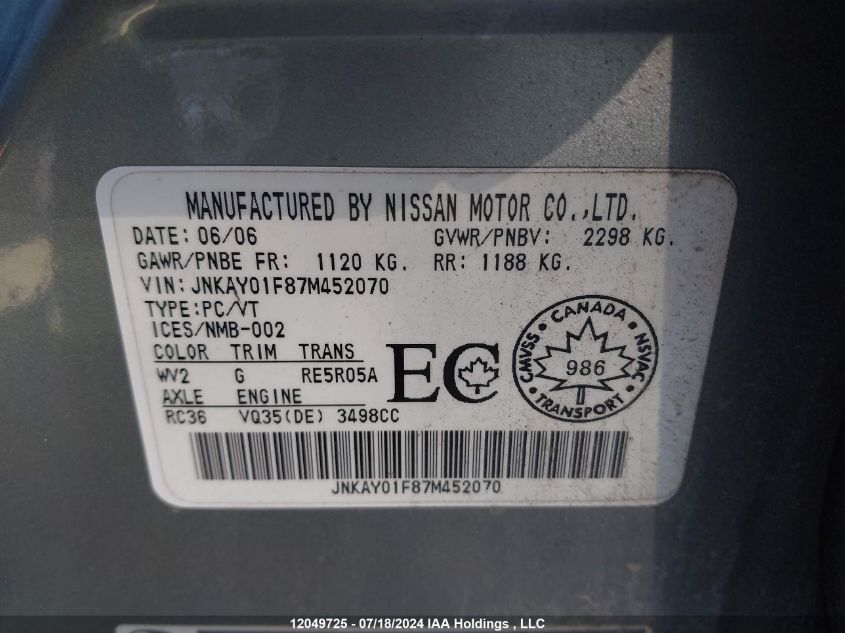 MANUFACTURED BY NISSAN MOTOR CO.,LTD.
DATE: 06/06 GVWR/PNBV: 2298 KG.
GAWR/PNBE FR: 1120 KG. RR: 1188 KG.
VIN: JNKAY01F87M452070
TYPE:PC/VT
ICES/NMB-002
COLOR TRIM TRANS
WV2 G RE5R05A
AXLE ENGINE
RC36 VQ35(DE) 3498CC
EC
CANADA
CMVSS
NSVAC
986
TRANSPORT
JNKAY01F87M452070
12049725 - 07/18/2024 IAA Holdings , LLC